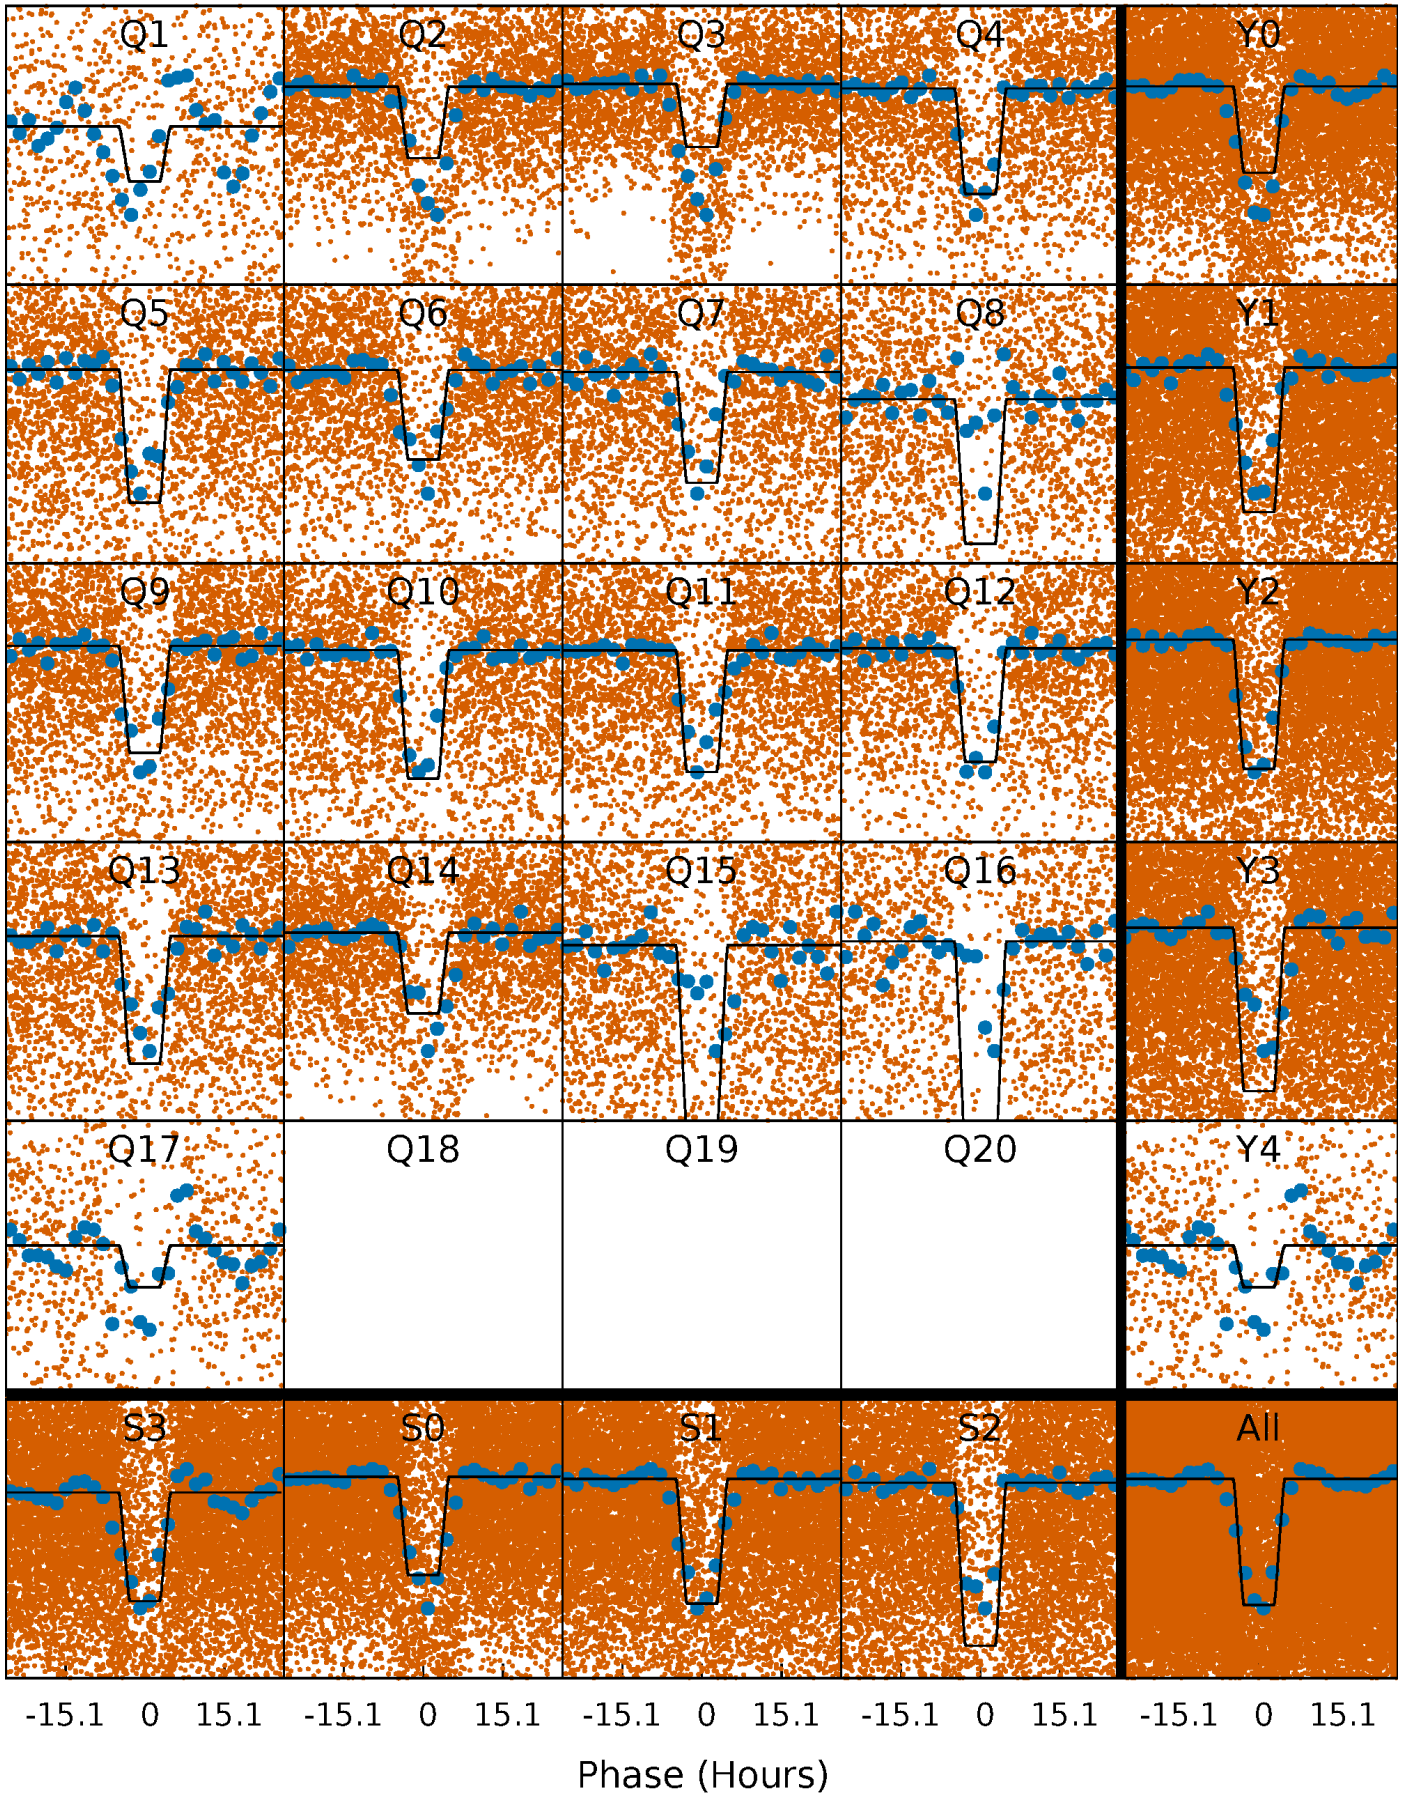 Q1 Q2 Q3 Q4 Y0
Q5 Q6 Q7 Q8 Y1
Q9 Q10 Q11 Q12 Y2
Q13 Q14 Q15 Q16 Y3
Q17 Q18 Q19 Q20 Y4
S3 S0 S1 S2 All
-15.1 0 15.1 -15.1 0 15.1 -15.1 0 15.1 -15.1 0 15.1 -15.1 0 15.1
Phase (Hours)